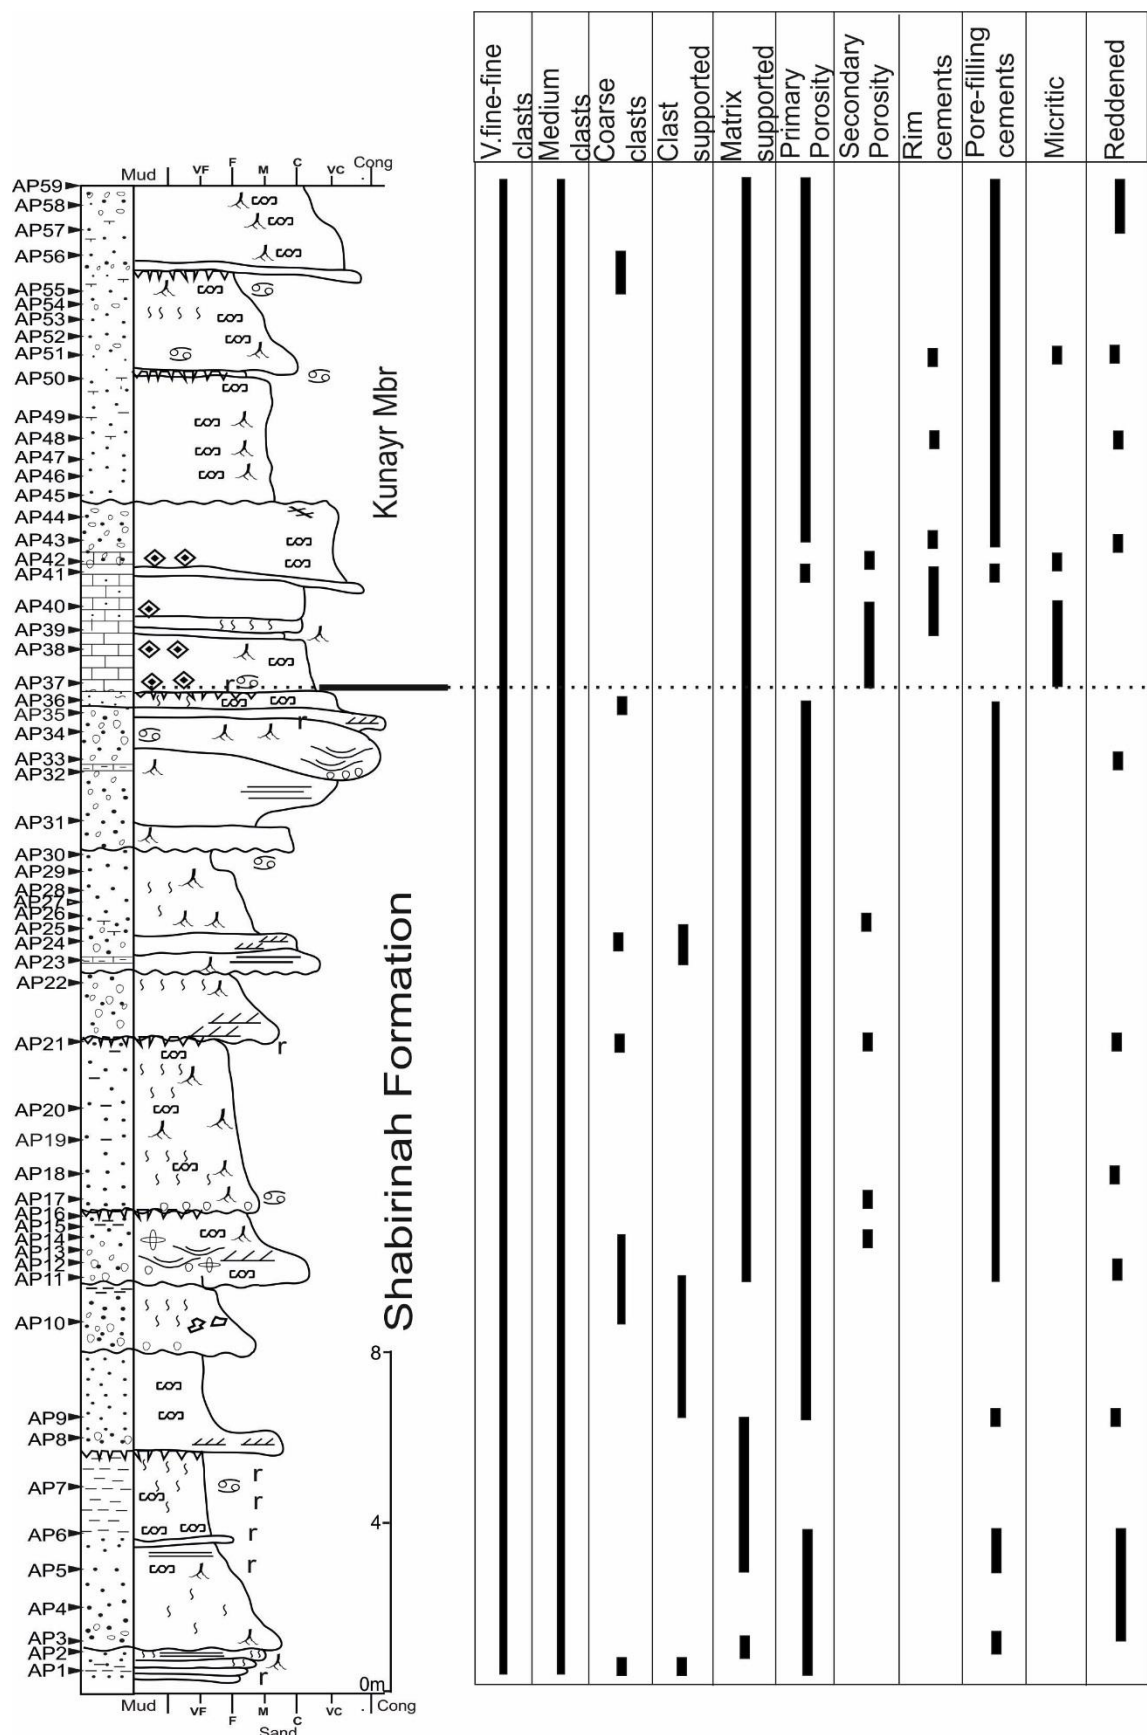 V.fine-fine
clasts
Medium
clasts
Coarse
clasts
Clast
supported
Matrix
supported
Primary
Porosity
Secondary
Porosity
Rim
cements
Pore-filling
cements
Micritic
Reddened
Mud VF F M C VC Cong
AP59
AP58
AP57
AP56
AP55
AP54
AP53
AP52
AP51
AP50
AP49
AP48
AP47
AP46
AP45
AP44
AP43
AP42
AP41
AP40
AP39
AP38
AP37
AP36
AP35
AP34
AP33
AP32
AP31
AP30
AP29
AP28
AP27
AP26
AP25
AP24
AP23
AP22
AP21
AP20
AP19
AP18
AP17
AP16
AP15
AP14
AP13
AP12
AP11
AP10
AP9
AP8
AP7
AP6
AP5
AP4
AP3
AP2
AP1
Kunayr Mbr
Shabirinah Formation
r
r
r
r
r
r
r
r
8
4
0m
Mud VF F M C VC Cong
Sand